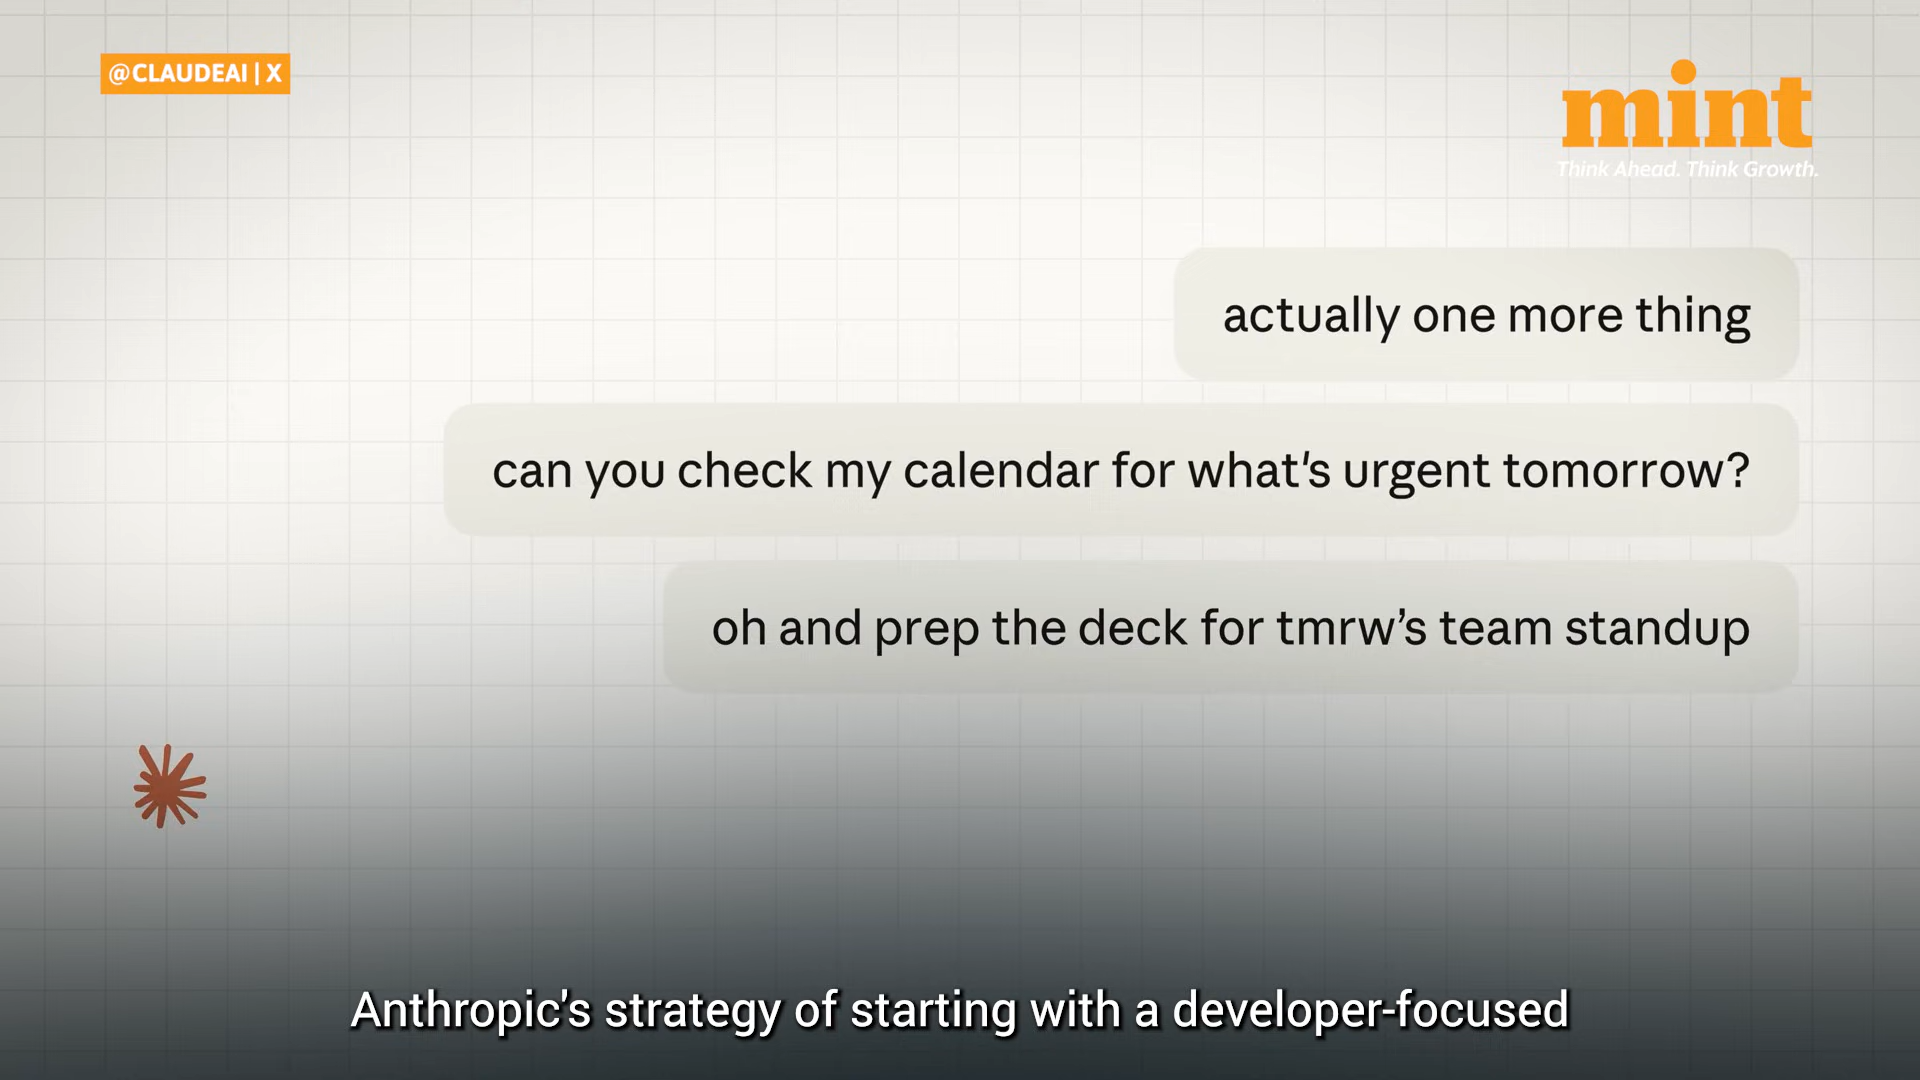 @CLAUDEAI | X
mint
Think Ahead. Think Growth.
actually one more thing
can you check my calendar for what's urgent tomorrow?
oh and prep the deck for tmrw’s team standup
Anthropic's strategy of starting with a developer-focused